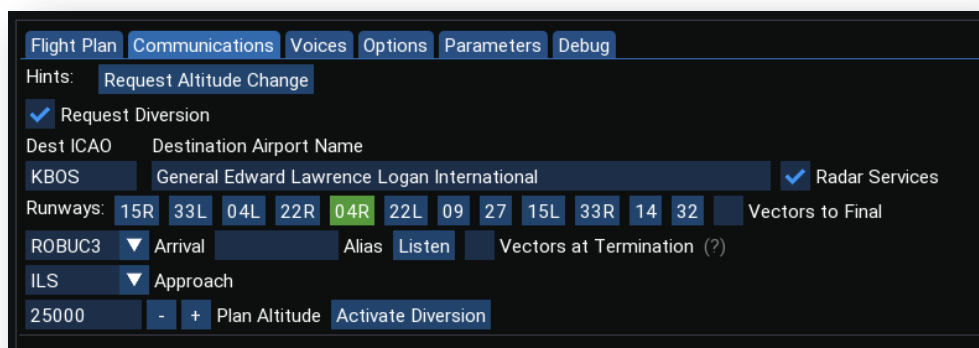 Flight Plan Communications Voices Options Parameters Debug
Hints: Request Altitude Change
Request Diversion
Dest ICAO Destination Airport Name
KBOS General Edward Lawrence Logan International Radar Services
Runways: 15R 33L 04L 22R 04R 22L 09 27 15L 33R 14 32 Vectors to Final
ROBUC3 Arrival Alias Listen Vectors at Termination (?)
ILS Approach
25000 - + Plan Altitude Activate Diversion